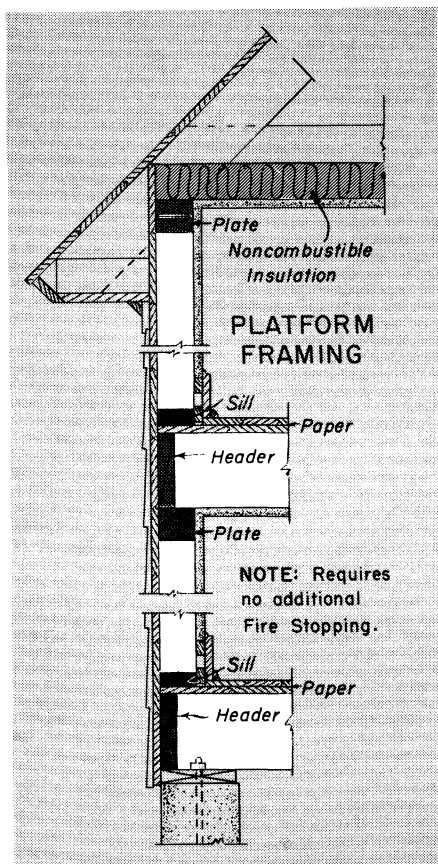 Plate
Noncombustible
Insulation
PLATFORM
FRAMING
Sill
Paper
Header
Plate
NOTE: Requires
no additional
Fire Stopping.
Sill
Paper
Header